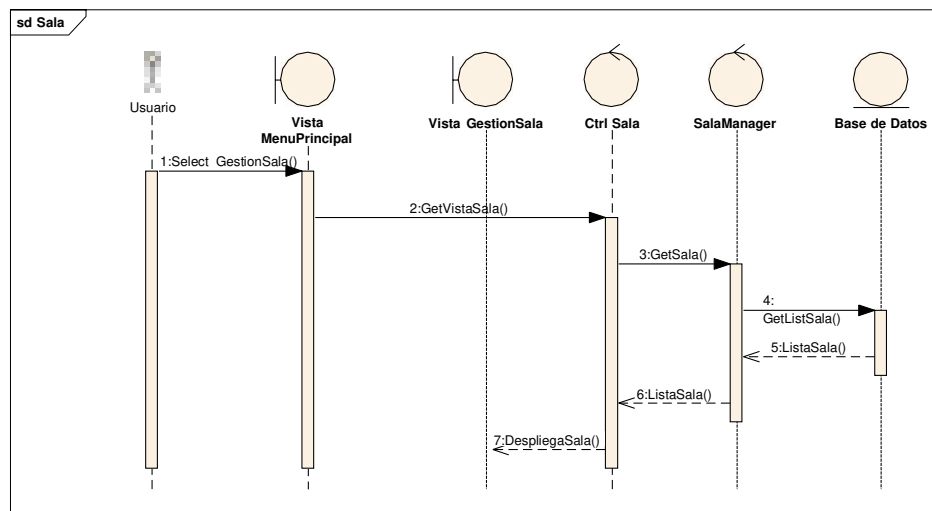 sd Sala
Usuario
Vista
MenuPrincipal
Vista GestionSala
Ctrl Sala
SalaManager
Base de Datos
1:Select GestionSala()
2:GetVistaSala()
3:GetSala()
4:
GetListSala()
5:ListaSala()
6:ListaSala()
7:DespliegaSala()